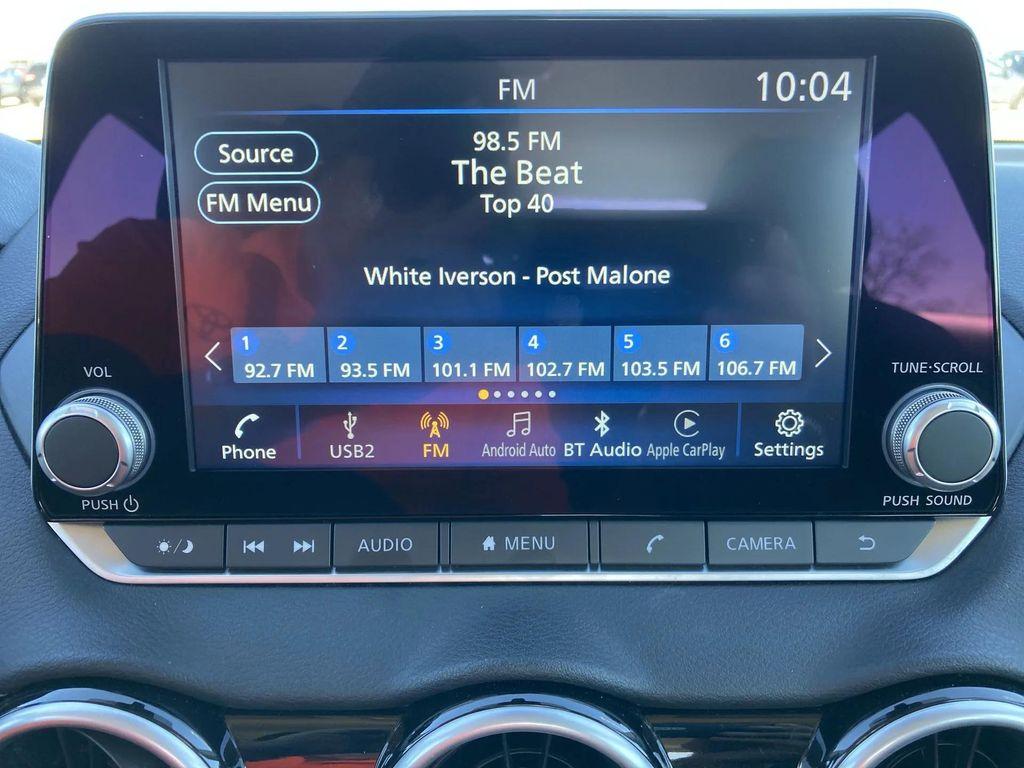 FM
10:04
Source
98.5 FM
The Beat
FM Menu
Top 40
White Iverson - Post Malone
1 2 3 4 5 6
92.7 FM 93.5 FM 101.1 FM 102.7 FM 103.5 FM 106.7 FM
VOL
TUNE·SCROLL
Phone USB2 FM Android Auto BT Audio Apple CarPlay Settings
PUSH
PUSH SOUND
AUDIO MENU CAMERA